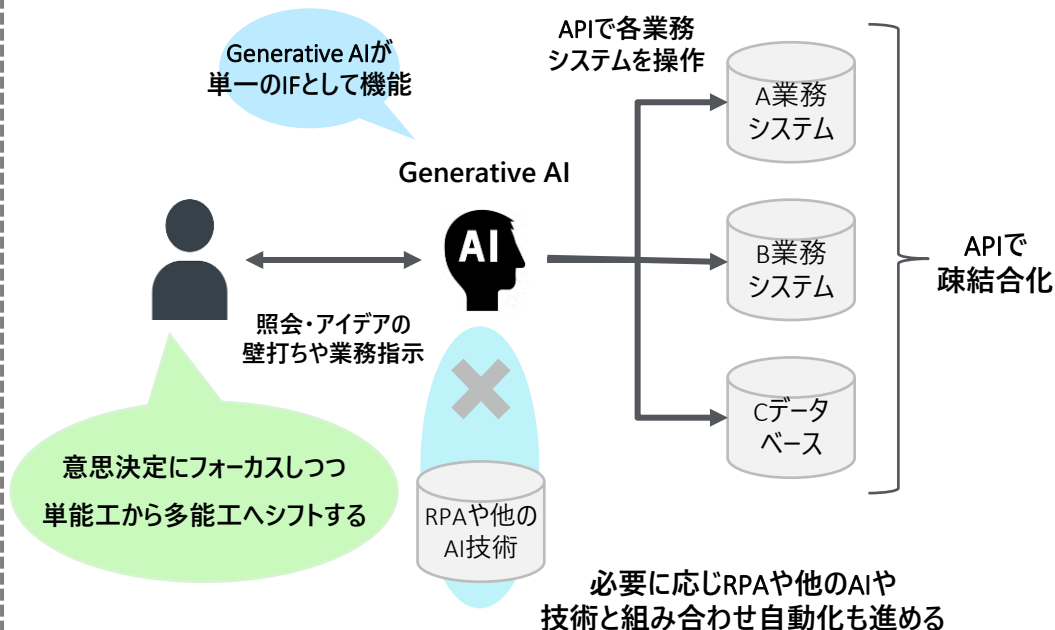 Generative AIが
単一のIFとして機能
APIで各業務
システムを操作
Generative AI
AI
A業務
システム
B業務
システム
Cデータ
ベース
APIで
疎結合化
照会・アイデアの
壁打ちや業務指示
意思決定にフォーカスしつつ
単能工から多能工へシフトする
RPAや他の
AI技術
必要に応じRPAや他のAIや
技術と組み合わせ自動化も進める